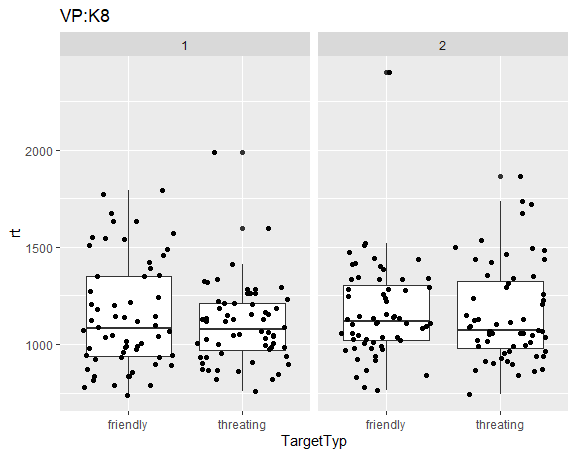 VP:K8
1 2
rt
2000
1500
1000
friendly threating friendly threating
TargetTyp